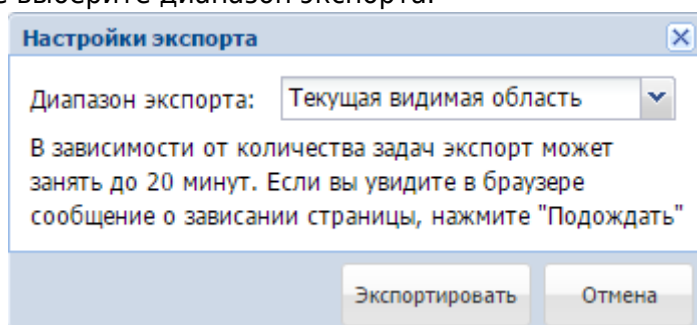 выберите диапазон экспорта.
Настройки экспорта
Диапазон экспорта: Текущая видимая область
В зависимости от количества задач экспорт может
занять до 20 минут. Если вы увидите в браузере
сообщение о зависании страницы, нажмите "Подождать"
Экспортировать Отмена